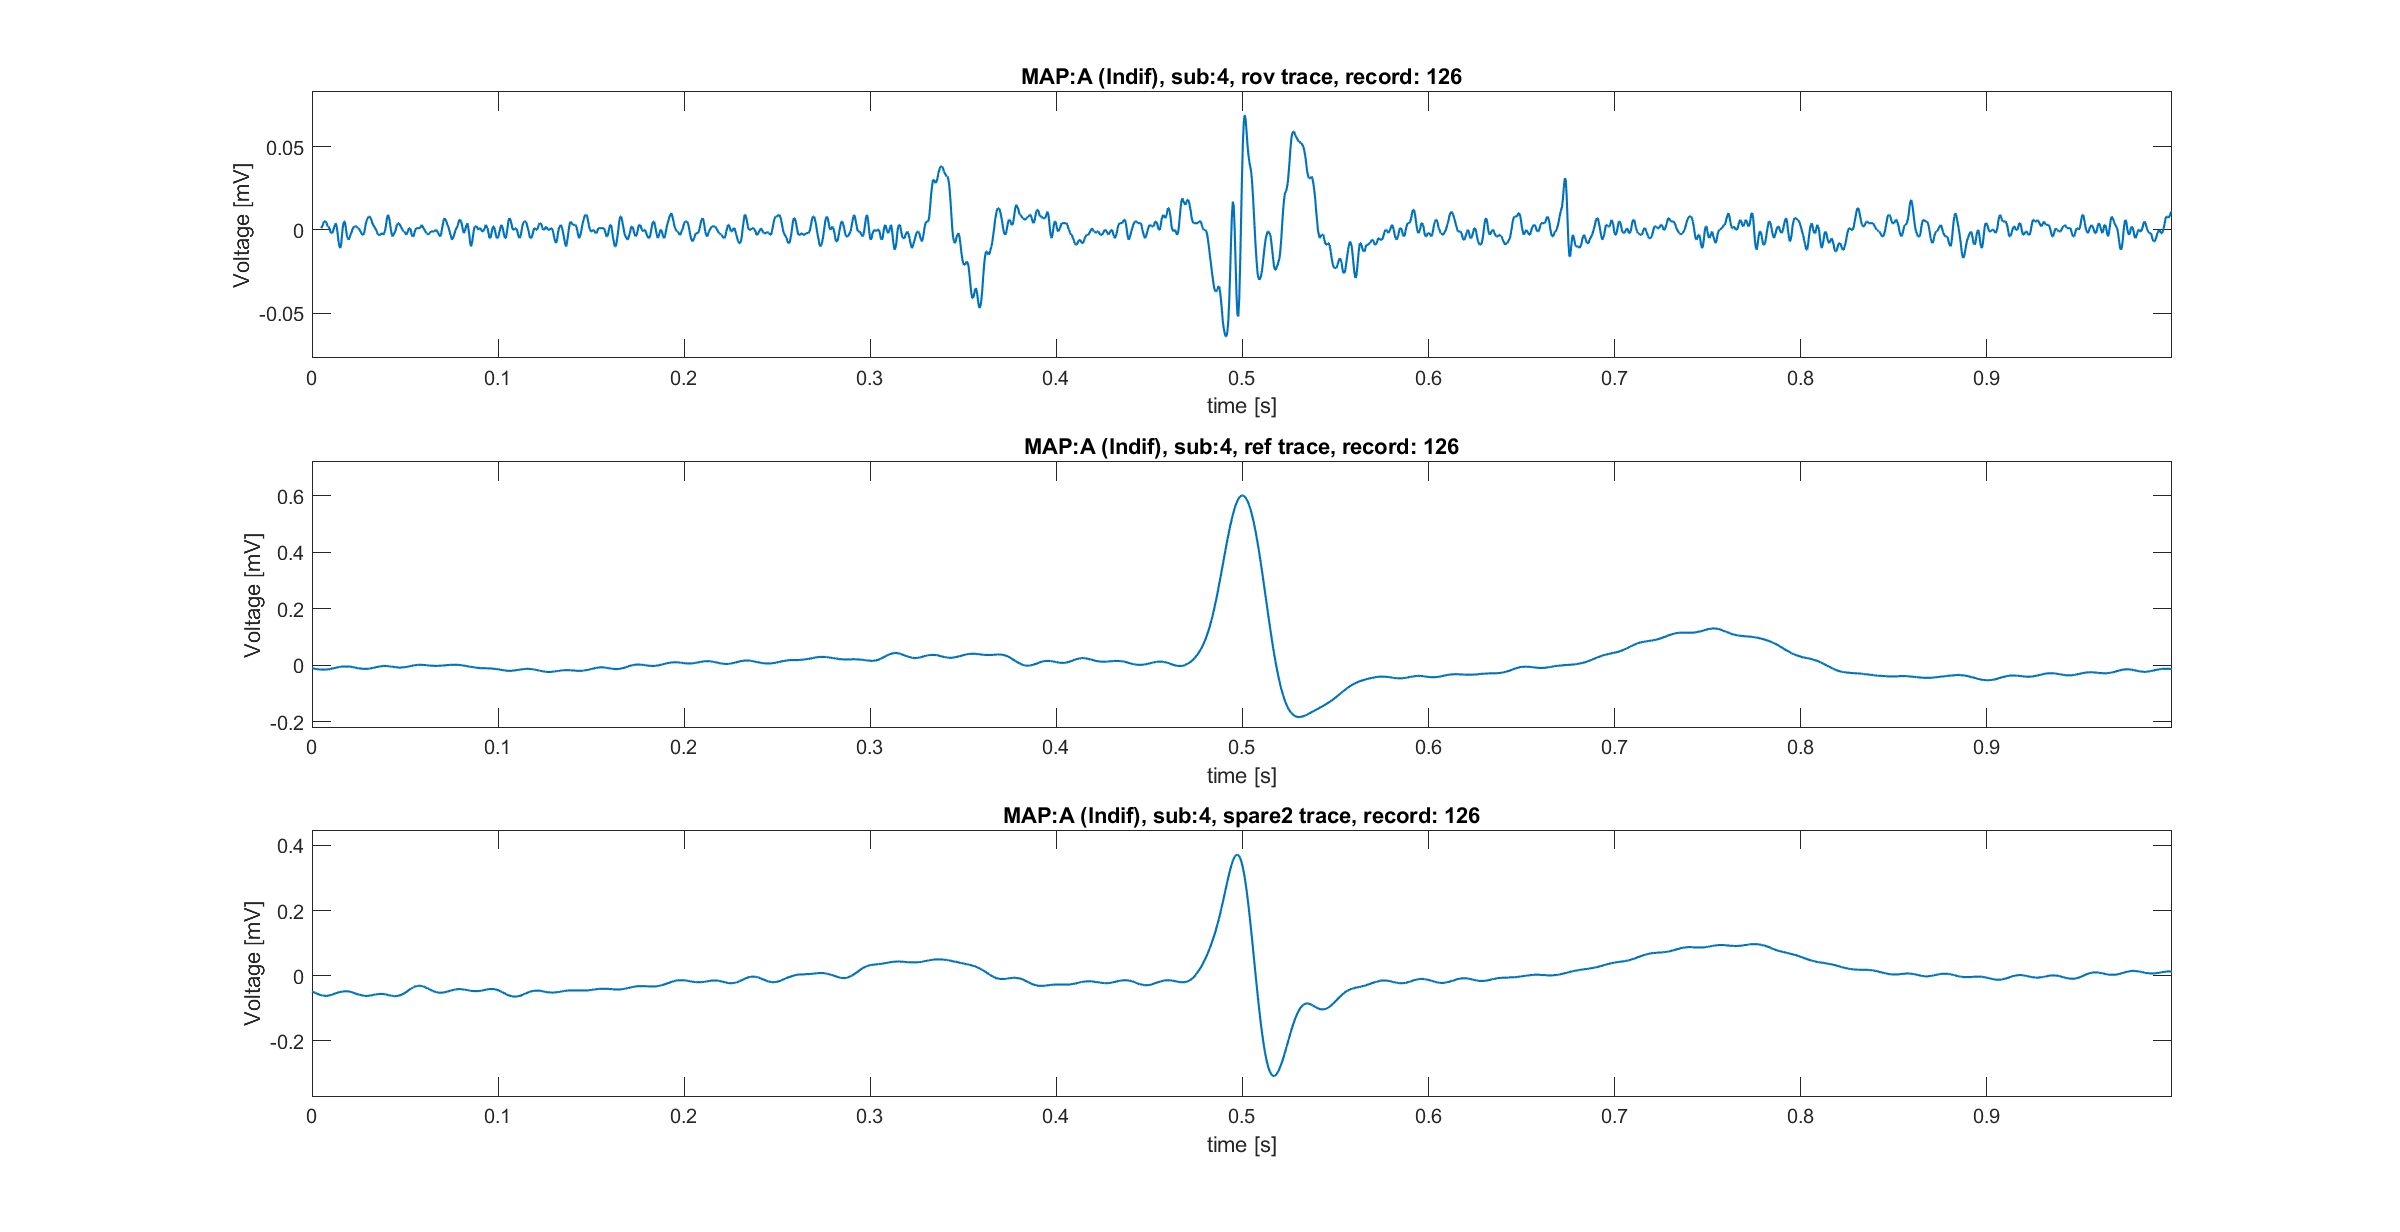 MAP:A (Indif), sub:4, rov trace, record: 126
Voltage [mV]
0.05
0
-0.05
0 0.1 0.2 0.3 0.4 0.5 0.6 0.7 0.8 0.9
time [s]
MAP:A (Indif), sub:4, ref trace, record: 126
Voltage [mV]
0.6
0.4
0.2
0
-0.2
0 0.1 0.2 0.3 0.4 0.5 0.6 0.7 0.8 0.9
time [s]
MAP:A (Indif), sub:4, spare2 trace, record: 126
Voltage [mV]
0.4
0.2
0
-0.2
0 0.1 0.2 0.3 0.4 0.5 0.6 0.7 0.8 0.9
time [s]